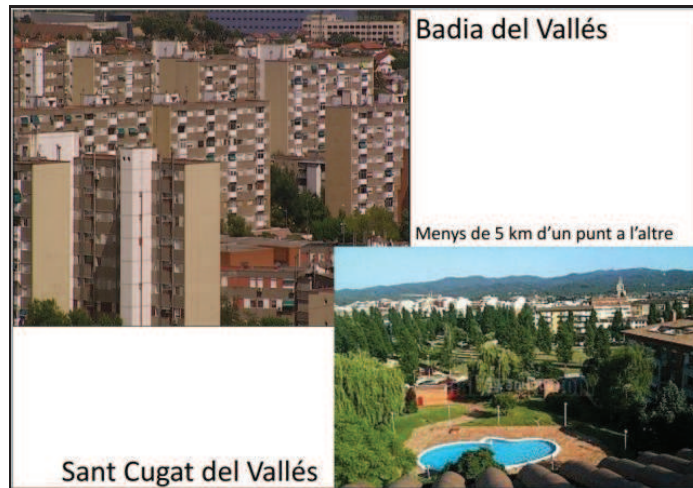 Badia del Vallés
Menys de 5 km d'un punt a l'altre
Sant Cugat del Vallés